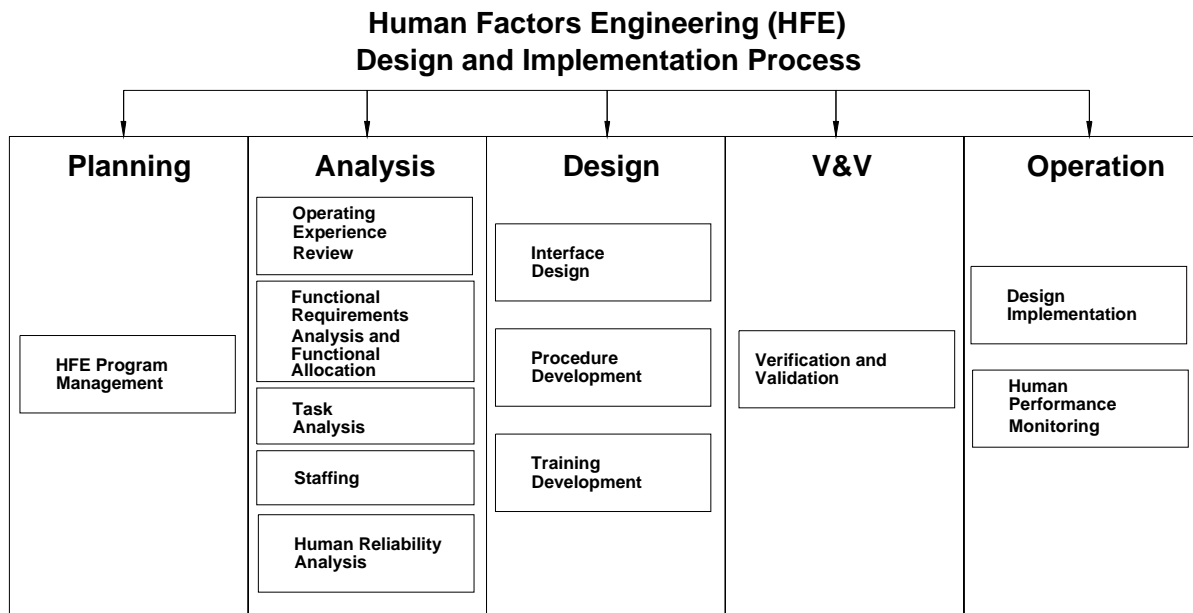 Human Factors Engineering (HFE)
Design and Implementation Process
Planning
HFE Program
Management
Analysis
Operating
Experience
Review
Functional
Requirements
Analysis and
Functional
Allocation
Task
Analysis
Staffing
Human Reliability
Analysis
Design
Interface
Design
Procedure
Development
Training
Development
V&V
Verification and
Validation
Operation
Design
Implementation
Human
Performance
Monitoring